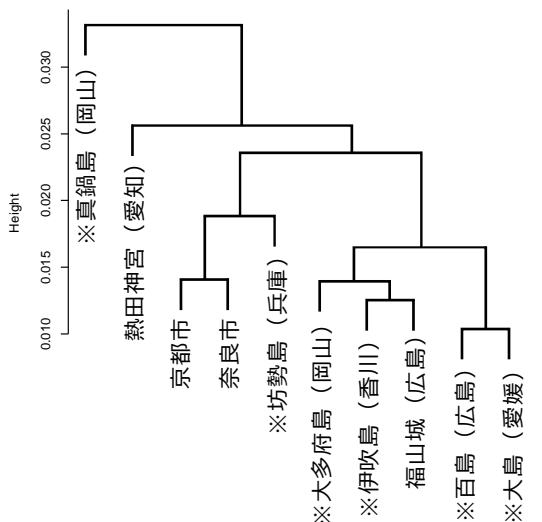 Height
0.030
0.025
0.020
0.015
0.010
※真鍋島（岡山）
熱田神宮（愛知）
京都市
奈良市
※坊勢島（兵庫）
※大多府島（岡山）
※伊吹島（香川）
福山城（広島）
※百島（広島）
※大島（愛媛）